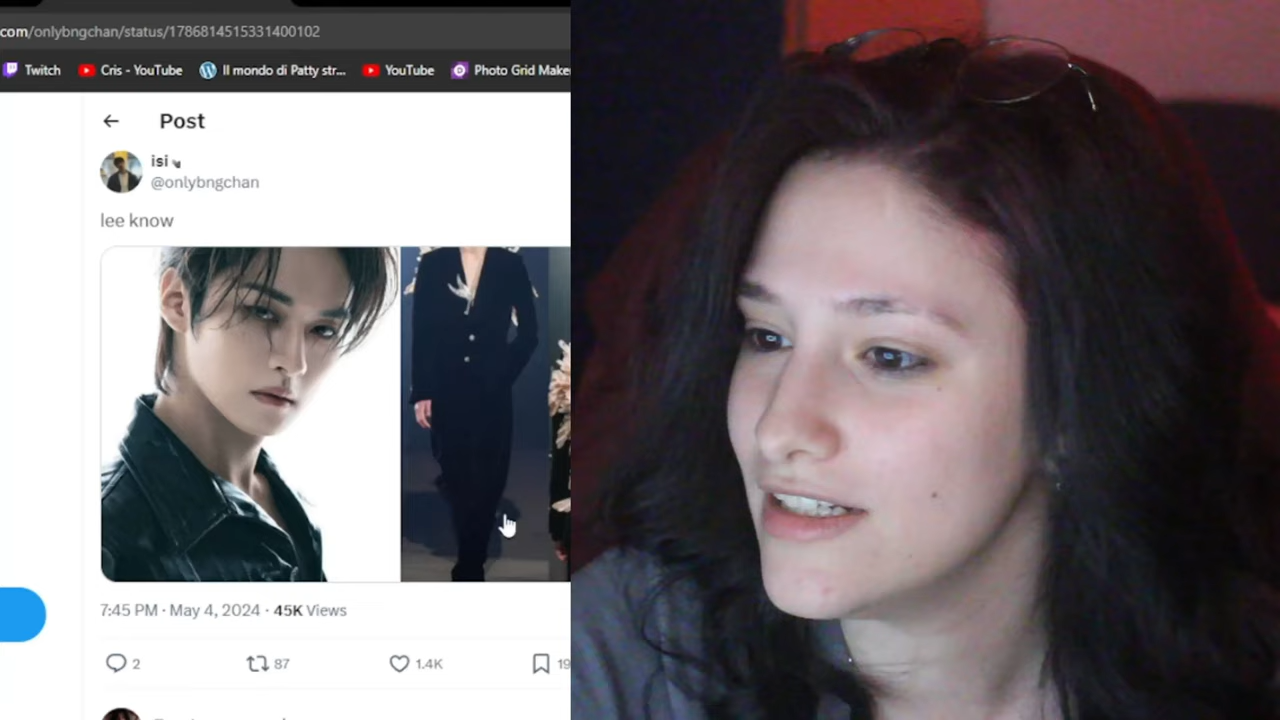 com/onlybngchan/status/1786814515331400102
Twitch Cris - YouTube Il mondo di Patty str... YouTube Photo Grid Make
Post
isi
@onlybngchan
lee know
7:45 PM · May 4, 2024 · 45K Views
2 87 1.4K 19